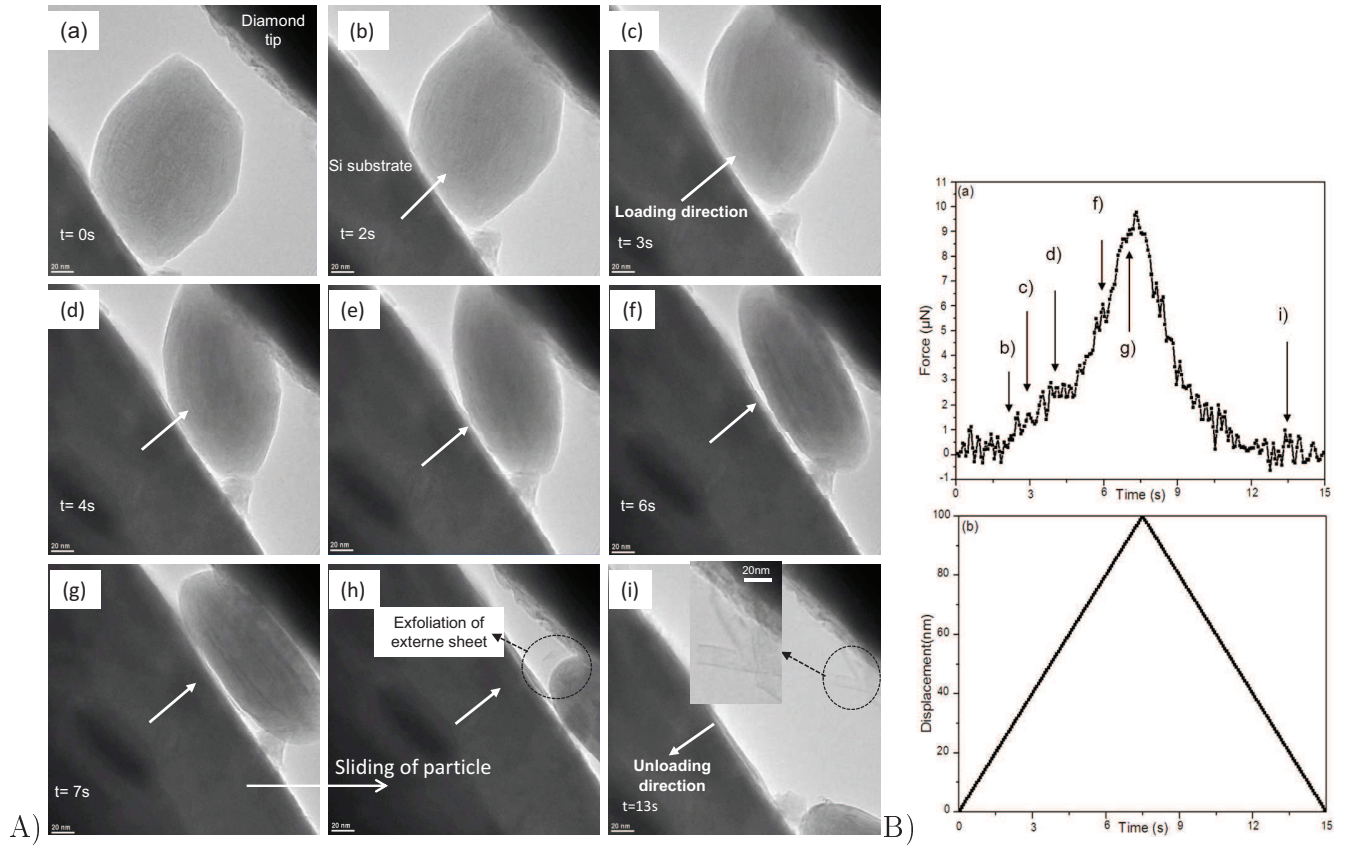 (a)
Diamond
tip
t= 0s
20 nm
(b)
Si substrate
t= 2s
20 nm
(c)
Loading direction
t= 3s
20 nm
(d)
t= 4s
20 nm
(e)
20 nm
(f)
t= 6s
20 nm
(g)
t= 7s
20 nm
(h)
Exfoliation of
externe sheet
Sliding of particle
20 nm
(i)
20nm
Unloading
direction
t=13s
20 nm
A)
(a)
11
10
9
8
7
6
5
4
3
2
1
0
-1
Force (µN)
b)
c)
d)
f)
g)
i)
0 3 6 9 12 15
Time (s)
(b)
100
80
60
40
20
0
Displacement(nm)
0 3 6 9 12 15
Time (s)
B)